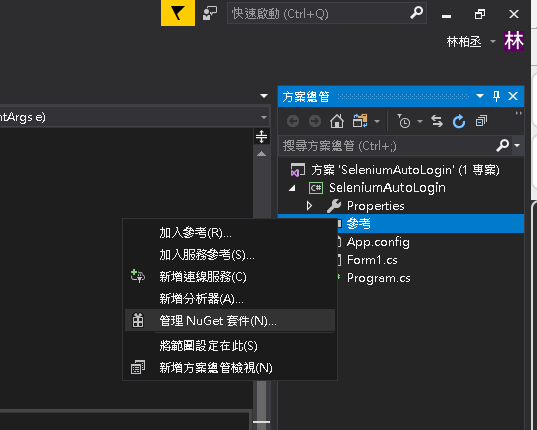 快速啟動 (Ctrl+Q)
林柏丞
林
ntArgs e)
方案總管
搜尋方案總管 (Ctrl+;)
方案 'SeleniumAutoLogin' (1 專案)
C# SeleniumAutoLogin
Properties
參考
App.config
Form1.cs
Program.cs
加入參考(R)...
加入服務參考(S)...
新增連線服務(C)
新增分析器(A)...
管理 NuGet 套件(N)...
將範圍設定在此(S)
新增方案總管檢視(N)